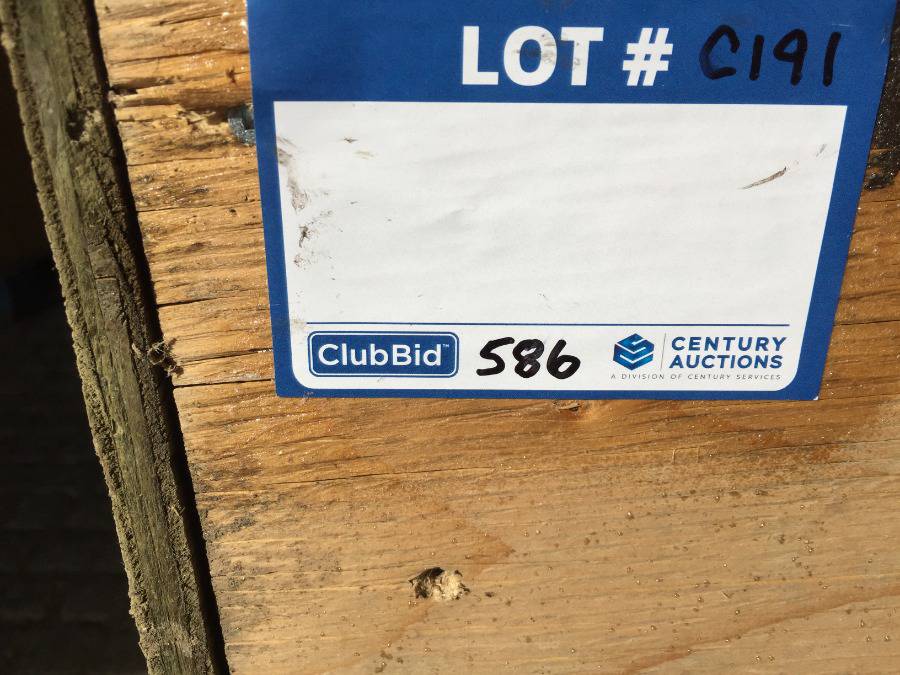 LOT # C191
ClubBid™ 586 CENTURY AUCTIONS
A DIVISION OF CENTURY SERVICES